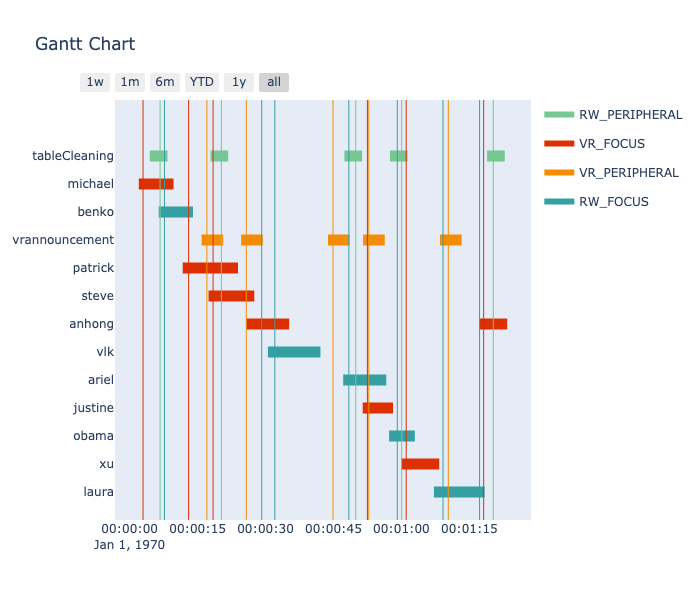 Gantt Chart
1w 1m 6m YTD 1y all
RW_PERIPHERAL
VR_FOCUS
VR_PERIPHERAL
RW_FOCUS
tableCleaning
michael
benko
vrannouncement
patrick
steve
anhong
vlk
ariel
justine
obama
xu
laura
00:00:00 00:00:15 00:00:30 00:00:45 00:01:00 00:01:15
Jan 1, 1970